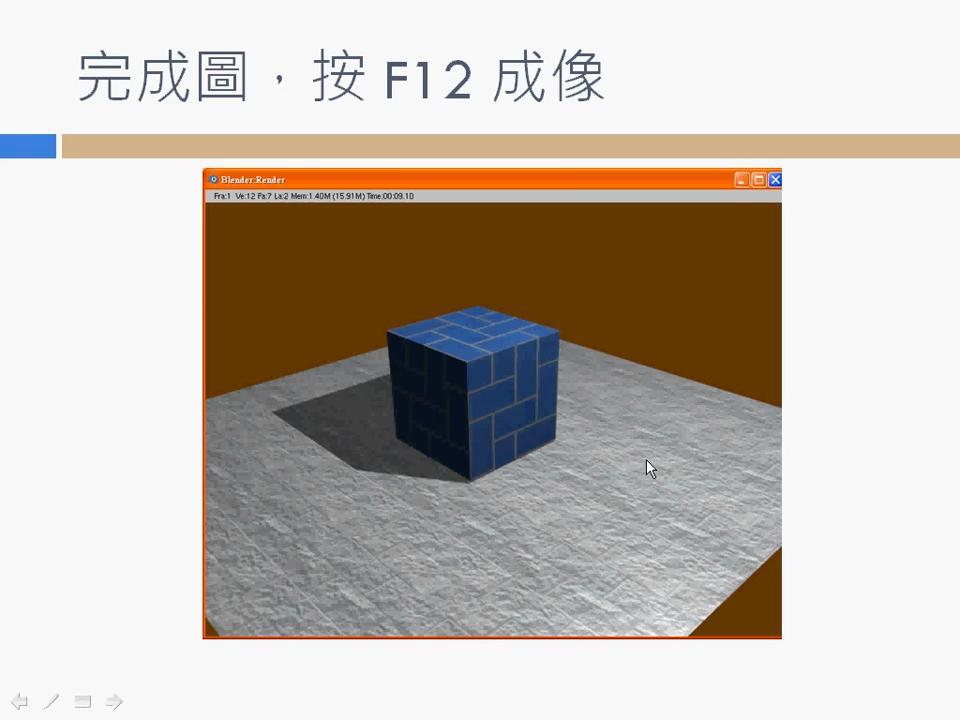 完成圖，按 F12 成像
Blender:Render
Fra:1 Ve:12 Fa:7 La:2 Mem:1.40M (15.91M) Time:00:09.10